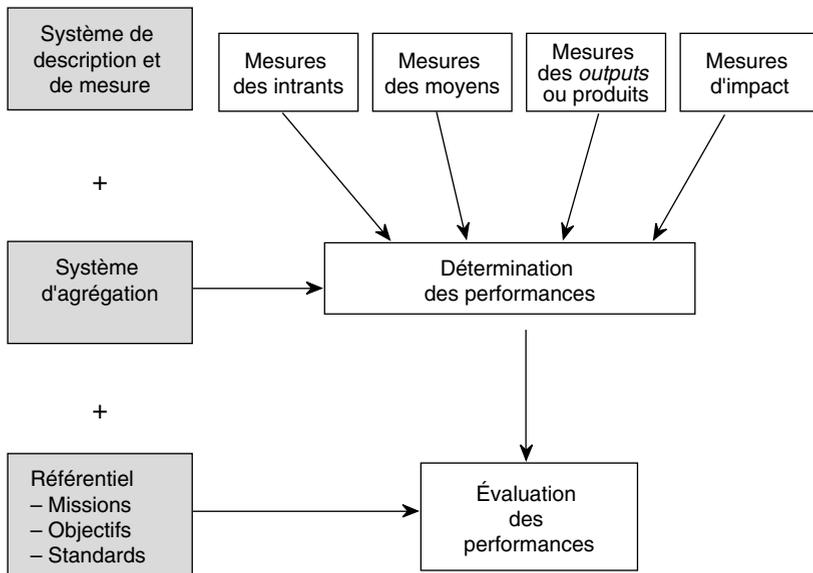 Système de
description et
de mesure
Mesures
des intrants
Mesures
des moyens
Mesures
des outputs
ou produits
Mesures
d'impact
+
Système
d'agrégation
Détermination
des performances
+
Référentiel
– Missions
– Objectifs
– Standards
Évaluation
des
performances